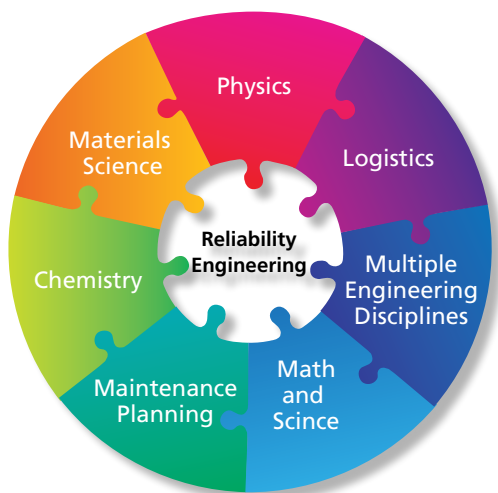 Physics
Logistics
Multiple
Engineering
Disciplines
Math
and
Scince
Maintenance
Planning
Chemistry
Materials
Science
Reliability
Engineering